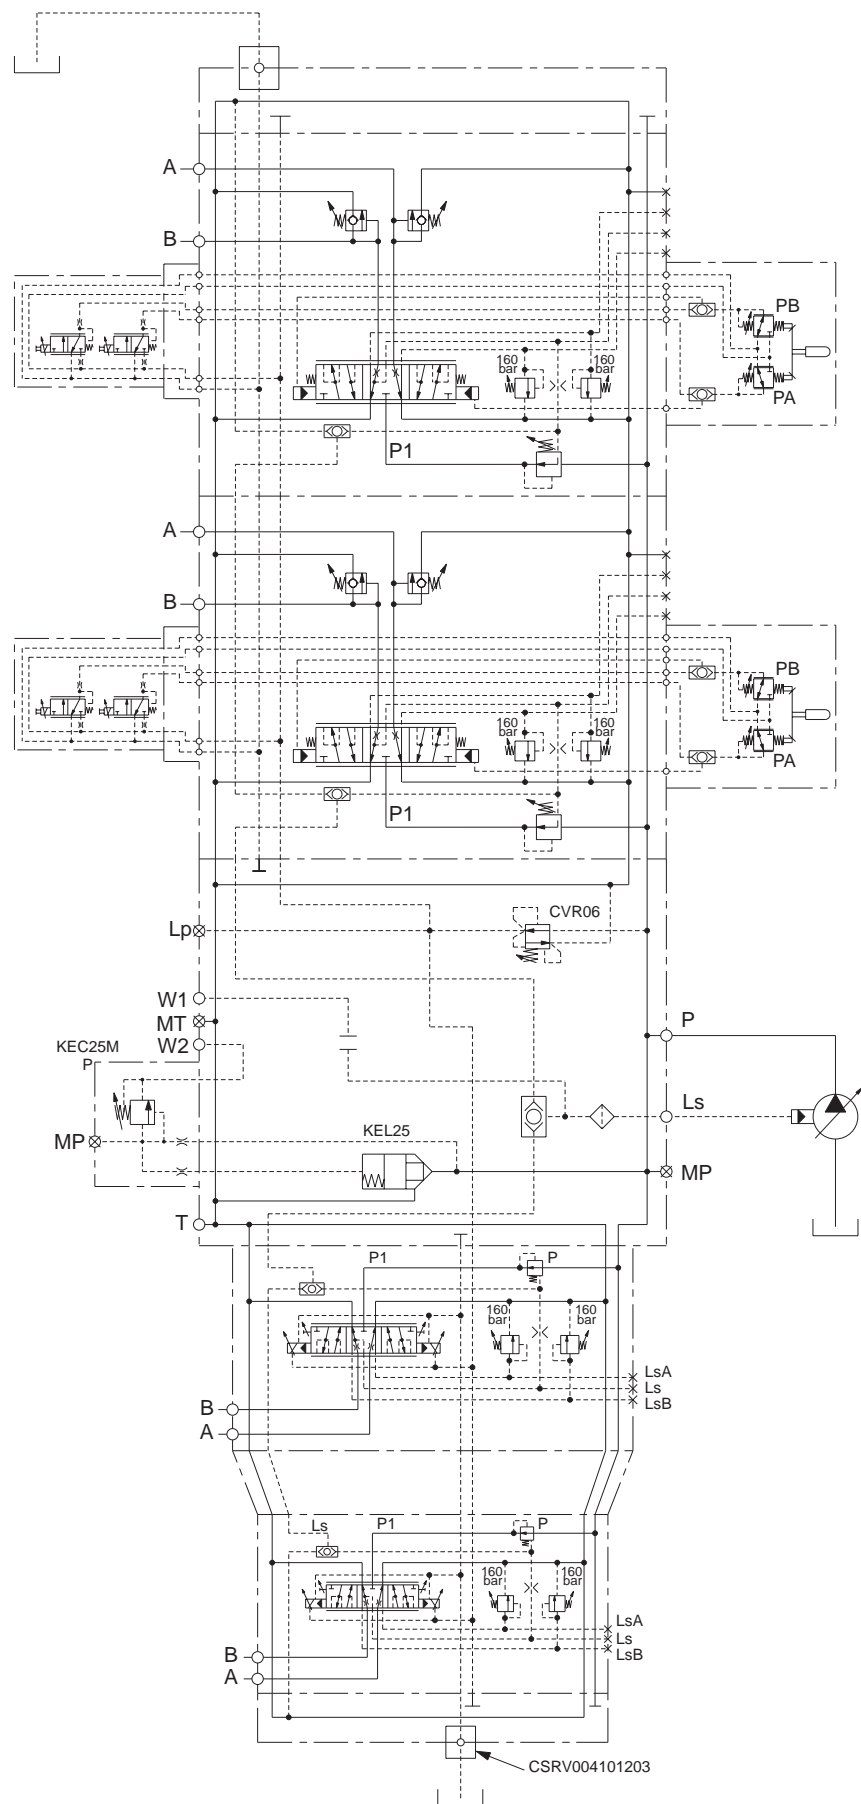 A
B
PB
160
bar
160
bar
PA
P1
A
B
PB
160
bar
160
bar
PA
P1
CVR06
Lp
W1
MT
P
KEC25M
W2
P
Ls
KEL25
MP
MP
T
P1
P
160
bar
160
bar
LsA
Ls
LsB
B
A
Ls
P1
P
160
bar
160
bar
LsA
Ls
LsB
B
A
CSRV004101203